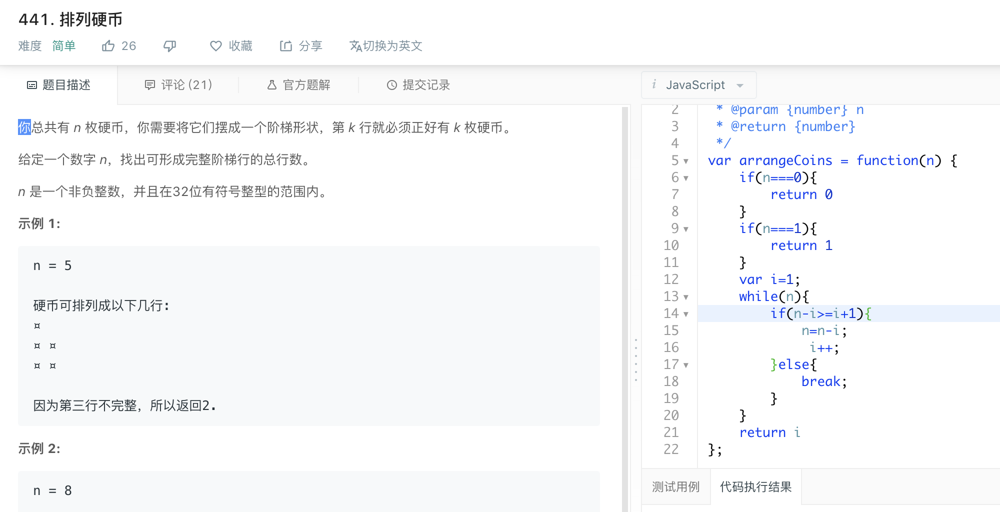 441. 排列硬币
难度 简单 26 收藏 分享 切换为英文
题目描述 评论 (21) 官方题解 提交记录
你总共有 n 枚硬币，你需要将它们摆成一个阶梯形状，第 k 行就必须正好有 k 枚硬币。
给定一个数字 n，找出可形成完整阶梯行的总行数。
n 是一个非负整数，并且在32位有符号整型的范围内。
示例 1:
n = 5
硬币可排列成以下几行:
¤
¤ ¤
¤ ¤
因为第三行不完整，所以返回2.
示例 2:
n = 8
i JavaScript
2 * @param {number} n
3 * @return {number}
4 */
5 var arrangeCoins = function(n) {
6 if(n===0){
7 return 0
8 }
9 if(n===1){
10 return 1
11 }
12 var i=1;
13 while(n){
14 if(n-i>=i+1){
15 n=n-i;
16 i++;
17 }else{
18 break;
19 }
20 }
21 return i
22 };
测试用例 代码执行结果